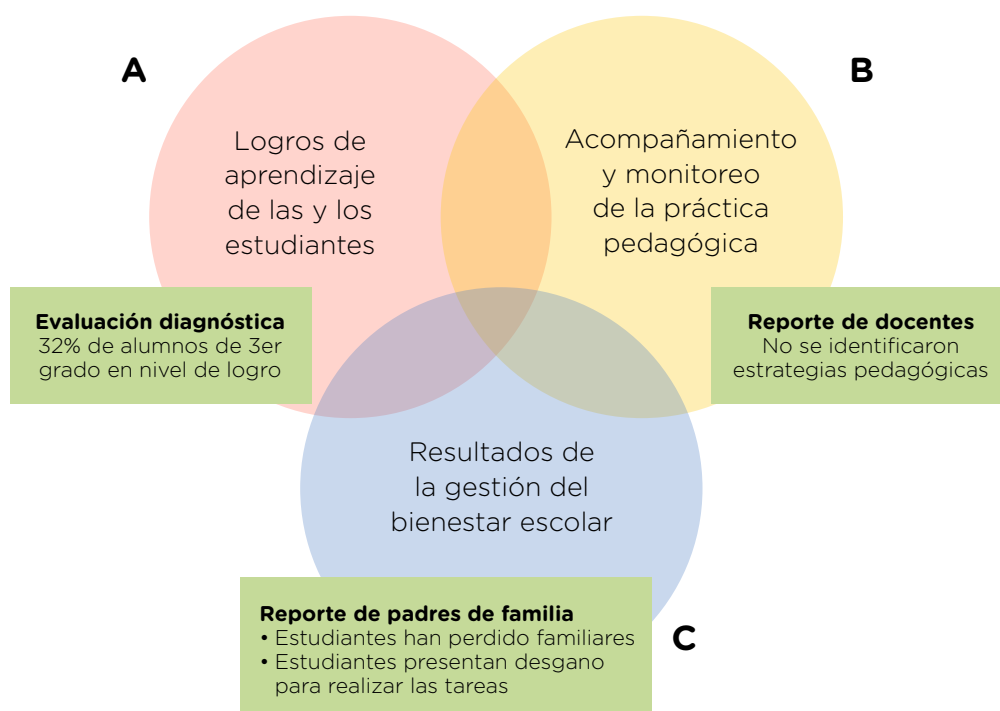 A
B
Logros de
aprendizaje
de las y los
estudiantes
Acompañamiento
y monitoreo
de la práctica
pedagógica
Evaluación diagnóstica
32% de alumnos de 3er
grado en nivel de logro
Reporte de docentes
No se identificaron
estrategias pedagógicas
Resultados de
la gestión del
bienestar escolar
Reporte de padres de familia
• Estudiantes han perdido familiares
• Estudiantes presentan desgano
para realizar las tareas
C